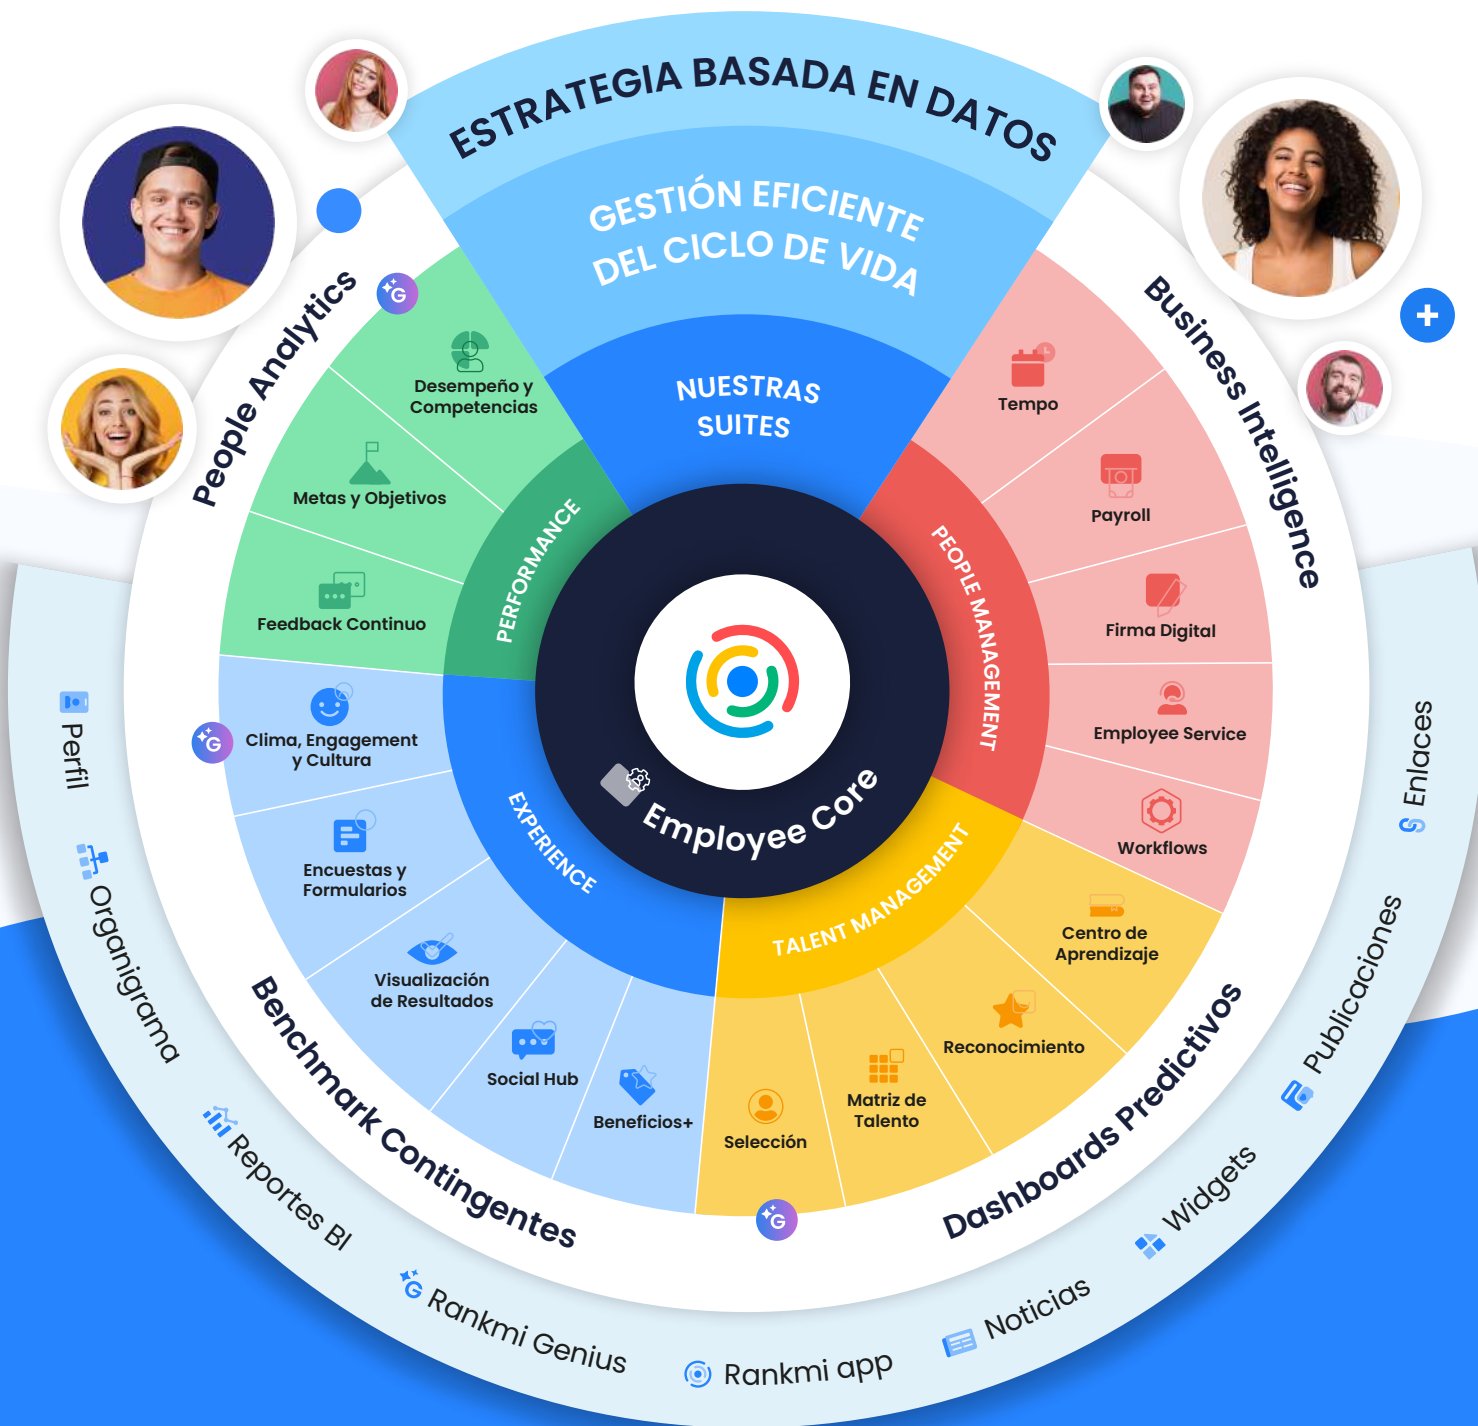 ESTRATEGIA BASADA EN DATOS
GESTIÓN EFICIENTE
DEL CICLO DE VIDA
NUESTRAS
SUITES
People Analytics
Business Intelligence
Benchmark Contingentes
Dashboards Predictivos
Employee Core
PERFORMANCE
G
Desempeño y
Competencias
Metas y Objetivos
Feedback Continuo
PEOPLE MANAGEMENT
Tempo
Payroll
Firma Digital
Employee Service
Workflows
EXPERIENCE
G
Clima, Engagement
y Cultura
Encuestas y
Formularios
Visualización
de Resultados
Social Hub
Beneficios+
TALENT MANAGEMENT
Centro de
Aprendizaje
Reconocimiento
Matriz de
Talento
Selección
G
Perfil
Organigrama
Reportes BI
G Rankmi Genius
Rankmi app
Noticias
Widgets
Publicaciones
Enlaces
+